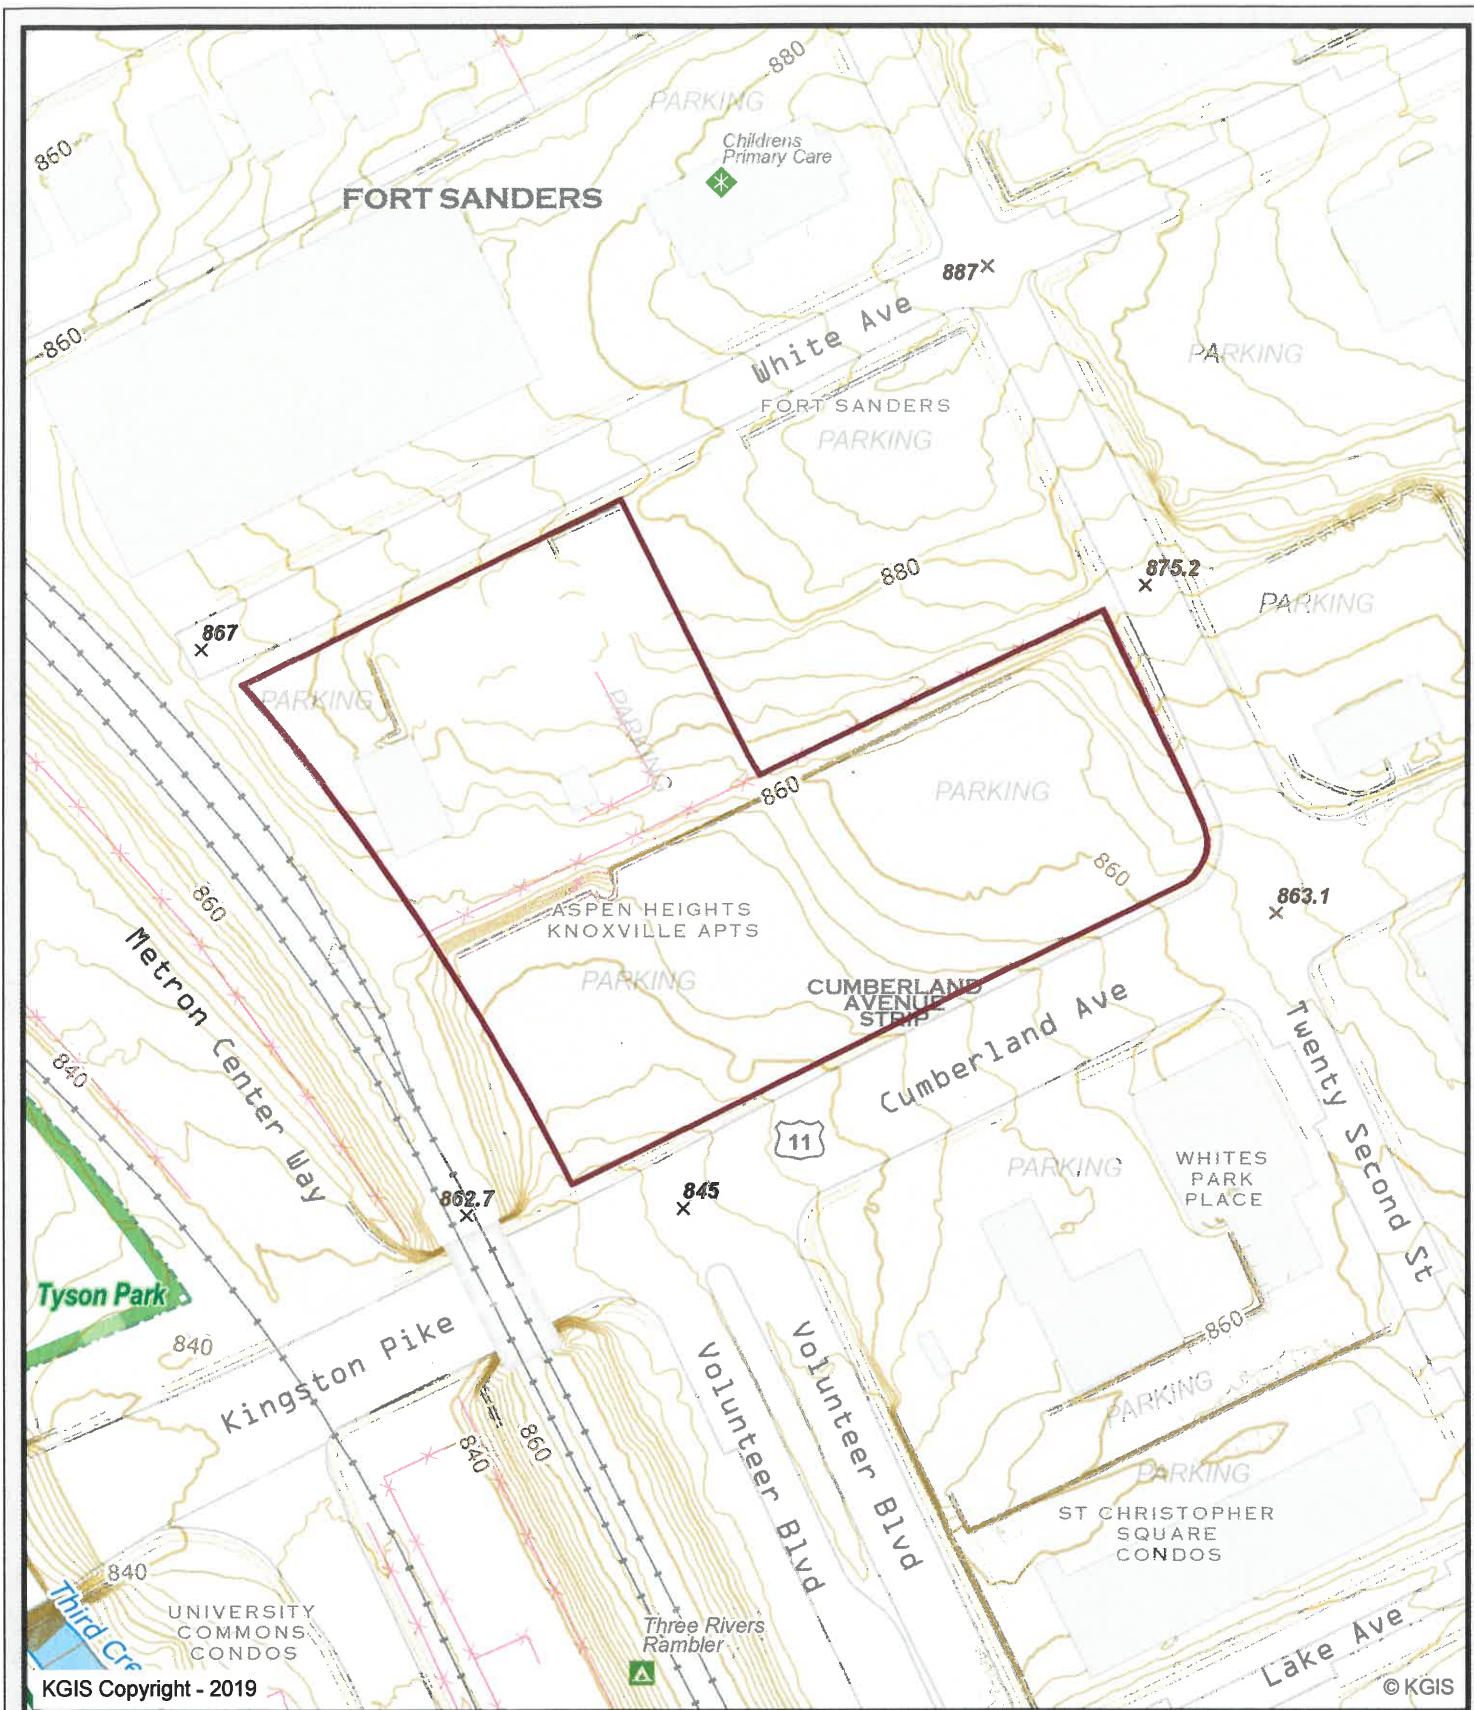 880
PARKING
Childrens
Primary Care
860
FORT SANDERS
887
860
White Ave
PARKING
FORT SANDERS
PARKING
880
875.2
PARKING
867
PARKING
PARKING
860
PARKING
860
860
863.1
ASPEN HEIGHTS
KNOXVILLE APTS
PARKING
CUMBERLAND
AVENUE
STRIP
Metron Center Way
Cumberland Ave
Twenty Second St
840
11
PARKING
WHITES
PARK
PLACE
862.7
845
Tyson Park
840
Kingston Pike
860
Volunteer Blvd
Volunteer Blvd
PARKING
840
860
PARKING
ST CHRISTOPHER
SQUARE
CONDOS
840
Third Cre
UNIVERSITY
COMMONS
CONDOS
Three Rivers
Rambler
Lake Ave
KGIS Copyright - 2019
© KGIS